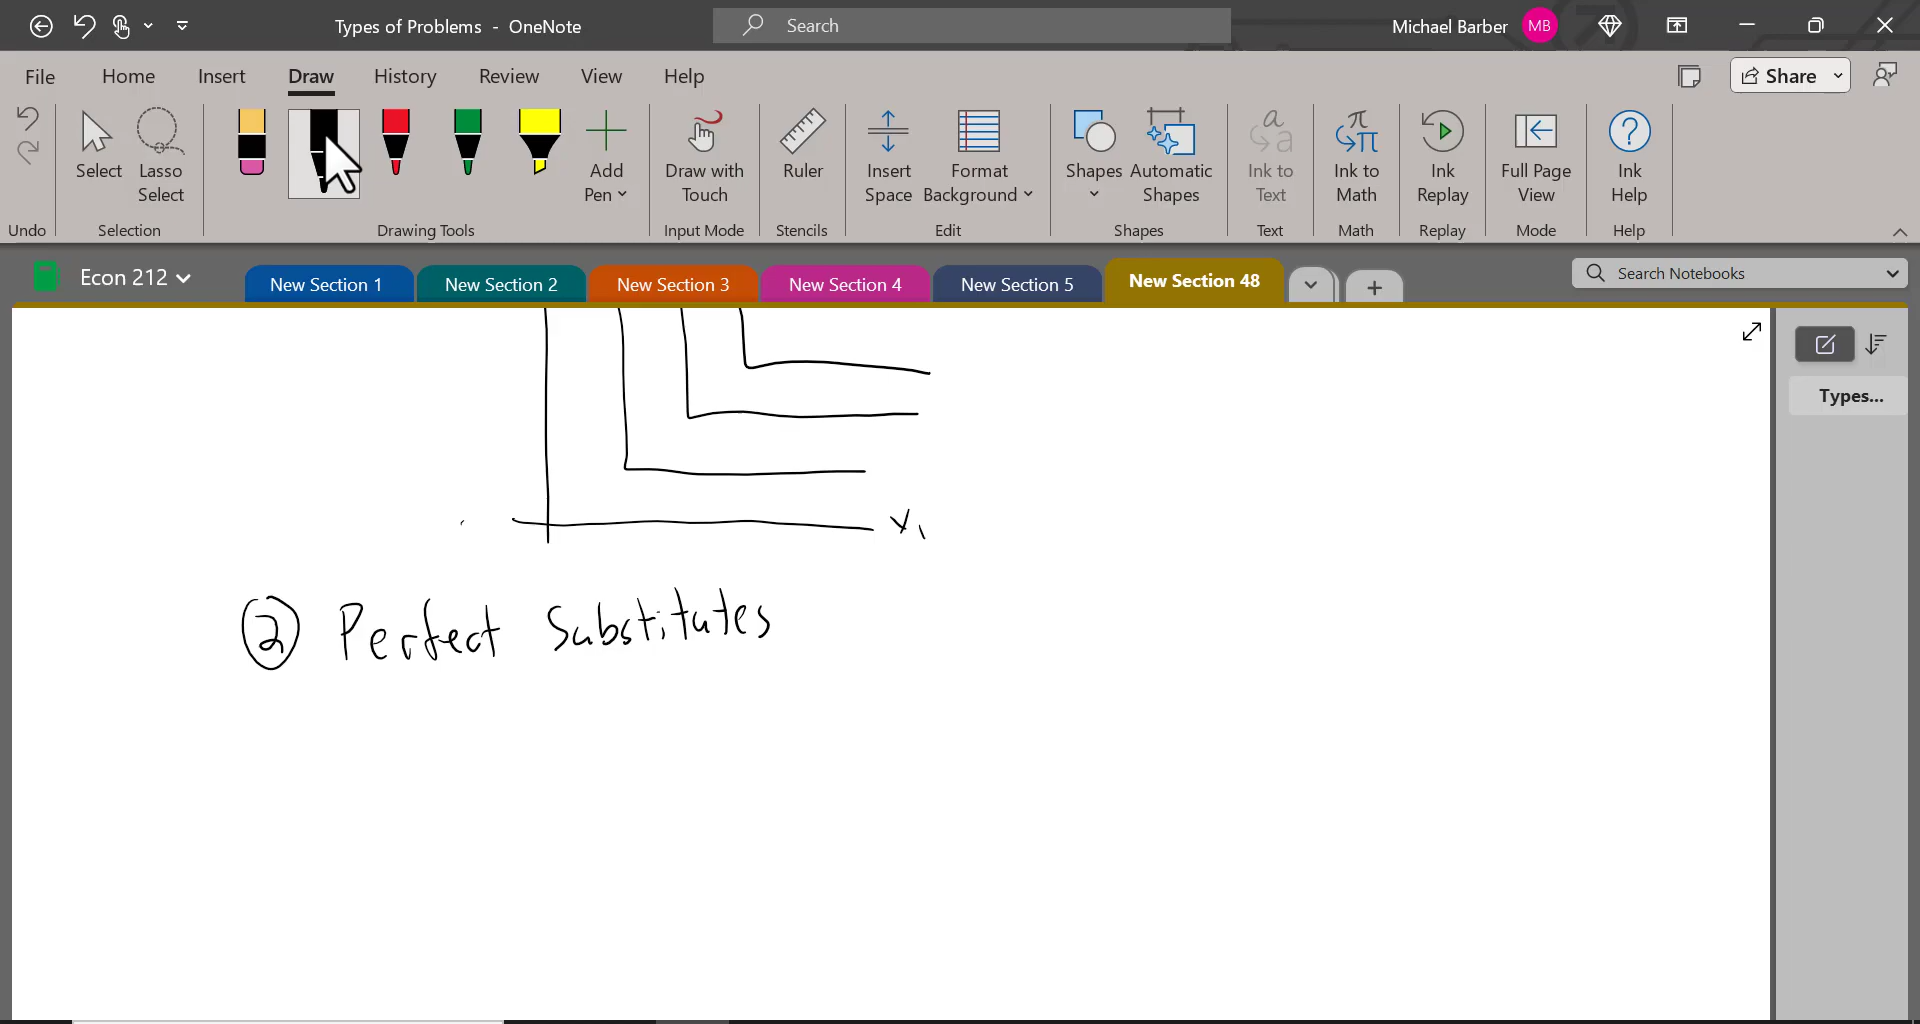 Types of Problems - OneNote
Search
Michael Barber
MB
File
Home
Insert
Draw
History
Review
View
Help
Share
Select
Lasso Select
Add Pen
Draw with Touch
Ruler
Insert Space
Format Background
Shapes
Automatic Shapes
Ink to Text
Ink to Math
Ink Replay
Full Page View
Ink Help
Undo
Selection
Drawing Tools
Input Mode
Stencils
Edit
Shapes
Text
Math
Replay
Mode
Help
Econ 212
New Section 1
New Section 2
New Section 3
New Section 4
New Section 5
New Section 48
Search Notebooks
Types...
x₁
② Perfect Substitutes